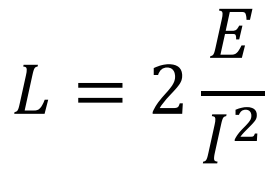 L = 2 E / I²